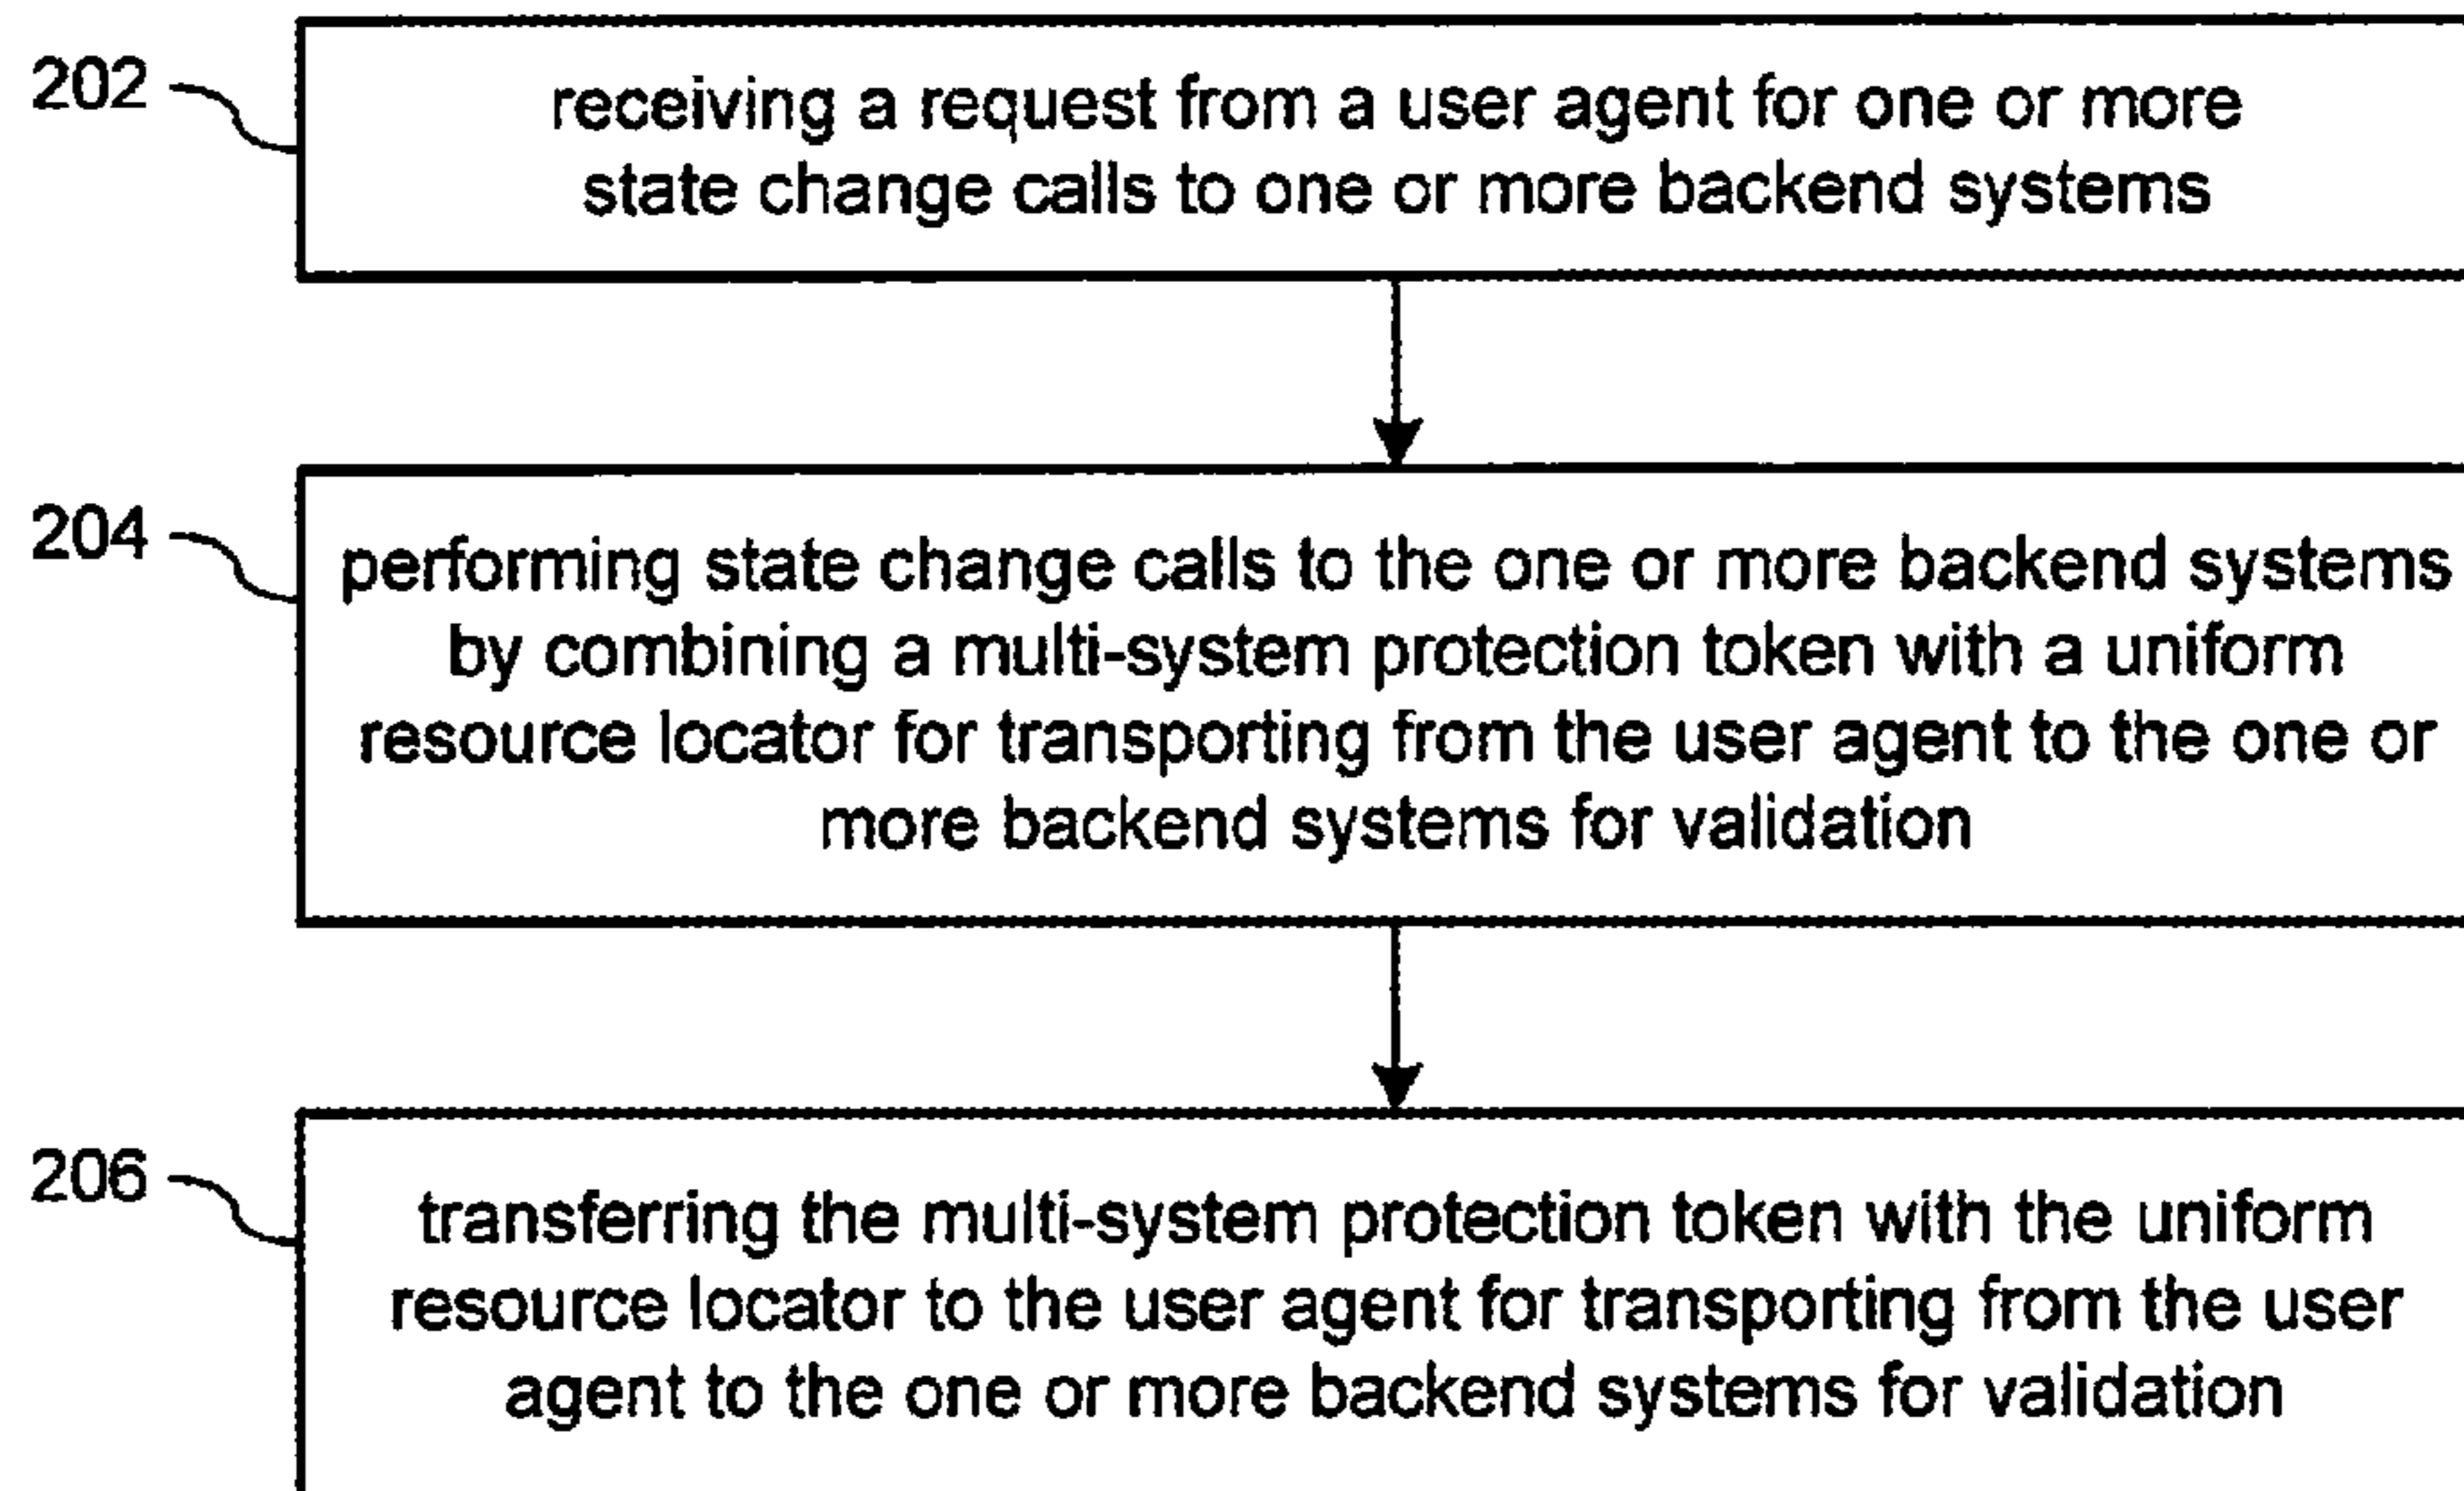 202
receiving a request from a user agent for one or more
state change calls to one or more backend systems
204
performing state change calls to the one or more backend systems
by combining a multi-system protection token with a uniform
resource locator for transporting from the user agent to the one or
more backend systems for validation
206
transferring the multi-system protection token with the uniform
resource locator to the user agent for transporting from the user
agent to the one or more backend systems for validation